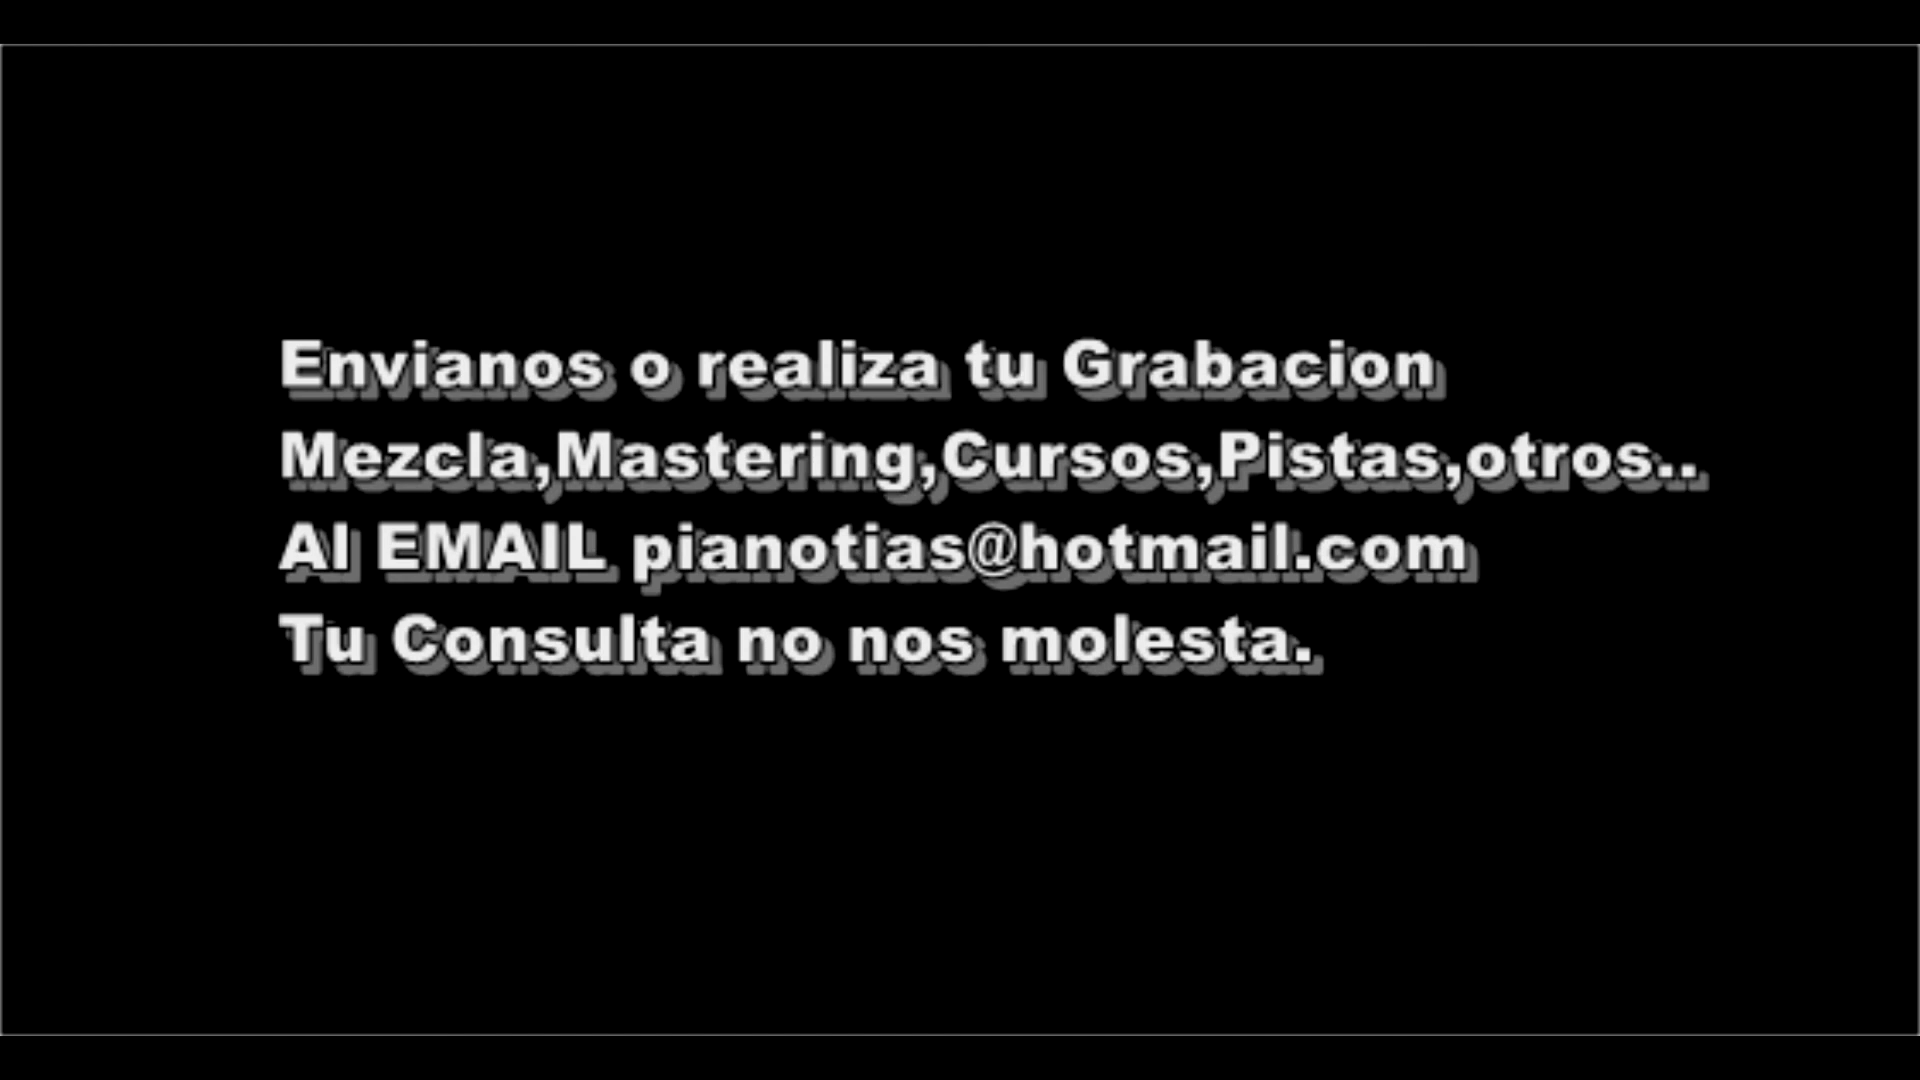 Envianos o realiza tu Grabacion
Mezcla,Mastering,Cursos,Pistas,otros..
Al EMAIL pianotias@hotmail.com
Tu Consulta no nos molesta.